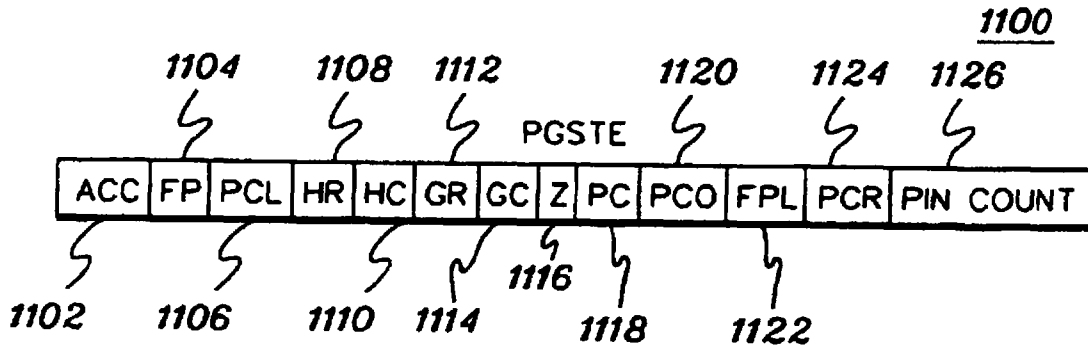 1100
1104 1108 1112 1120 1124 1126
PGSTE
ACC FP PCL HR HC GR GC Z PC PCO FPL PCR PIN COUNT
1102 1106 1110 1114 1116 1118 1122